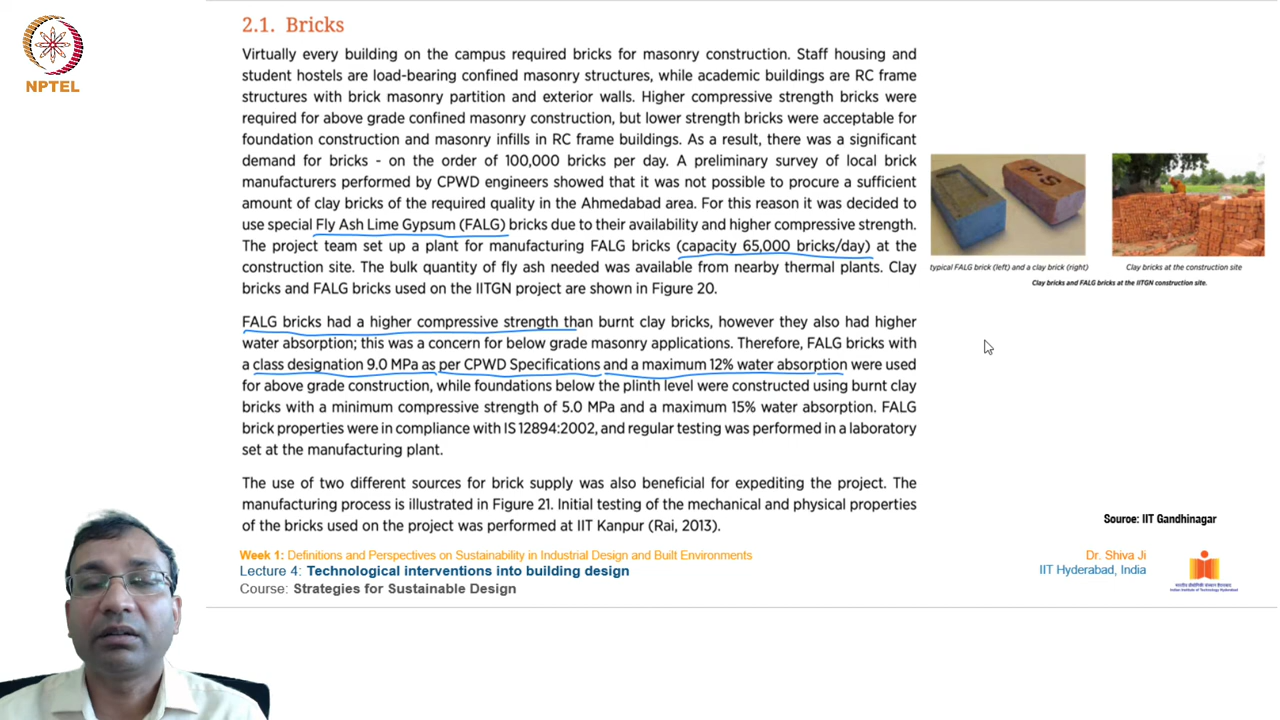 NPTEL
2.1. Bricks
Virtually every building on the campus required bricks for masonry construction. Staff housing and
student hostels are load-bearing confined masonry structures, while academic buildings are RC frame
structures with brick masonry partition and exterior walls. Higher compressive strength bricks were
required for above grade confined masonry construction, but lower strength bricks were acceptable for
foundation construction and masonry infills in RC frame buildings. As a result, there was a significant
demand for bricks - on the order of 100,000 bricks per day. A preliminary survey of local brick
manufacturers performed by CPWD engineers showed that it was not possible to procure a sufficient
amount of clay bricks of the required quality in the Ahmedabad area. For this reason it was decided to
use special Fly Ash Lime Gypsum (FALG) bricks due to their availability and higher compressive strength.
The project team set up a plant for manufacturing FALG bricks (capacity 65,000 bricks/day) at the
construction site. The bulk quantity of fly ash needed was available from nearby thermal plants. Clay
bricks and FALG bricks used on the IITGN project are shown in Figure 20.
FALG bricks had a higher compressive strength than burnt clay bricks, however they also had higher
water absorption; this was a concern for below grade masonry applications. Therefore, FALG bricks with
a class designation 9.0 MPa as per CPWD Specifications and a maximum 12% water absorption were used
for above grade construction, while foundations below the plinth level were constructed using burnt clay
bricks with a minimum compressive strength of 5.0 MPa and a maximum 15% water absorption. FALG
brick properties were in compliance with IS 12894:2002, and regular testing was performed in a laboratory
set at the manufacturing plant.
The use of two different sources for brick supply was also beneficial for expediting the project. The
manufacturing process is illustrated in Figure 21. Initial testing of the mechanical and physical properties
of the bricks used on the project was performed at IIT Kanpur (Rai, 2013).
P.S
typical FALG brick (left) and a clay brick (right)
Clay bricks at the construction site
Clay bricks and FALG bricks at the IITGN construction site.
Souroe: IIT Gandhinagar
Week 1: Definitions and Perspectives on Sustainability in Industrial Design and Built Environments
Lecture 4: Technological interventions into building design
Course: Strategies for Sustainable Design
Dr. Shiva Ji
IIT Hyderabad, India